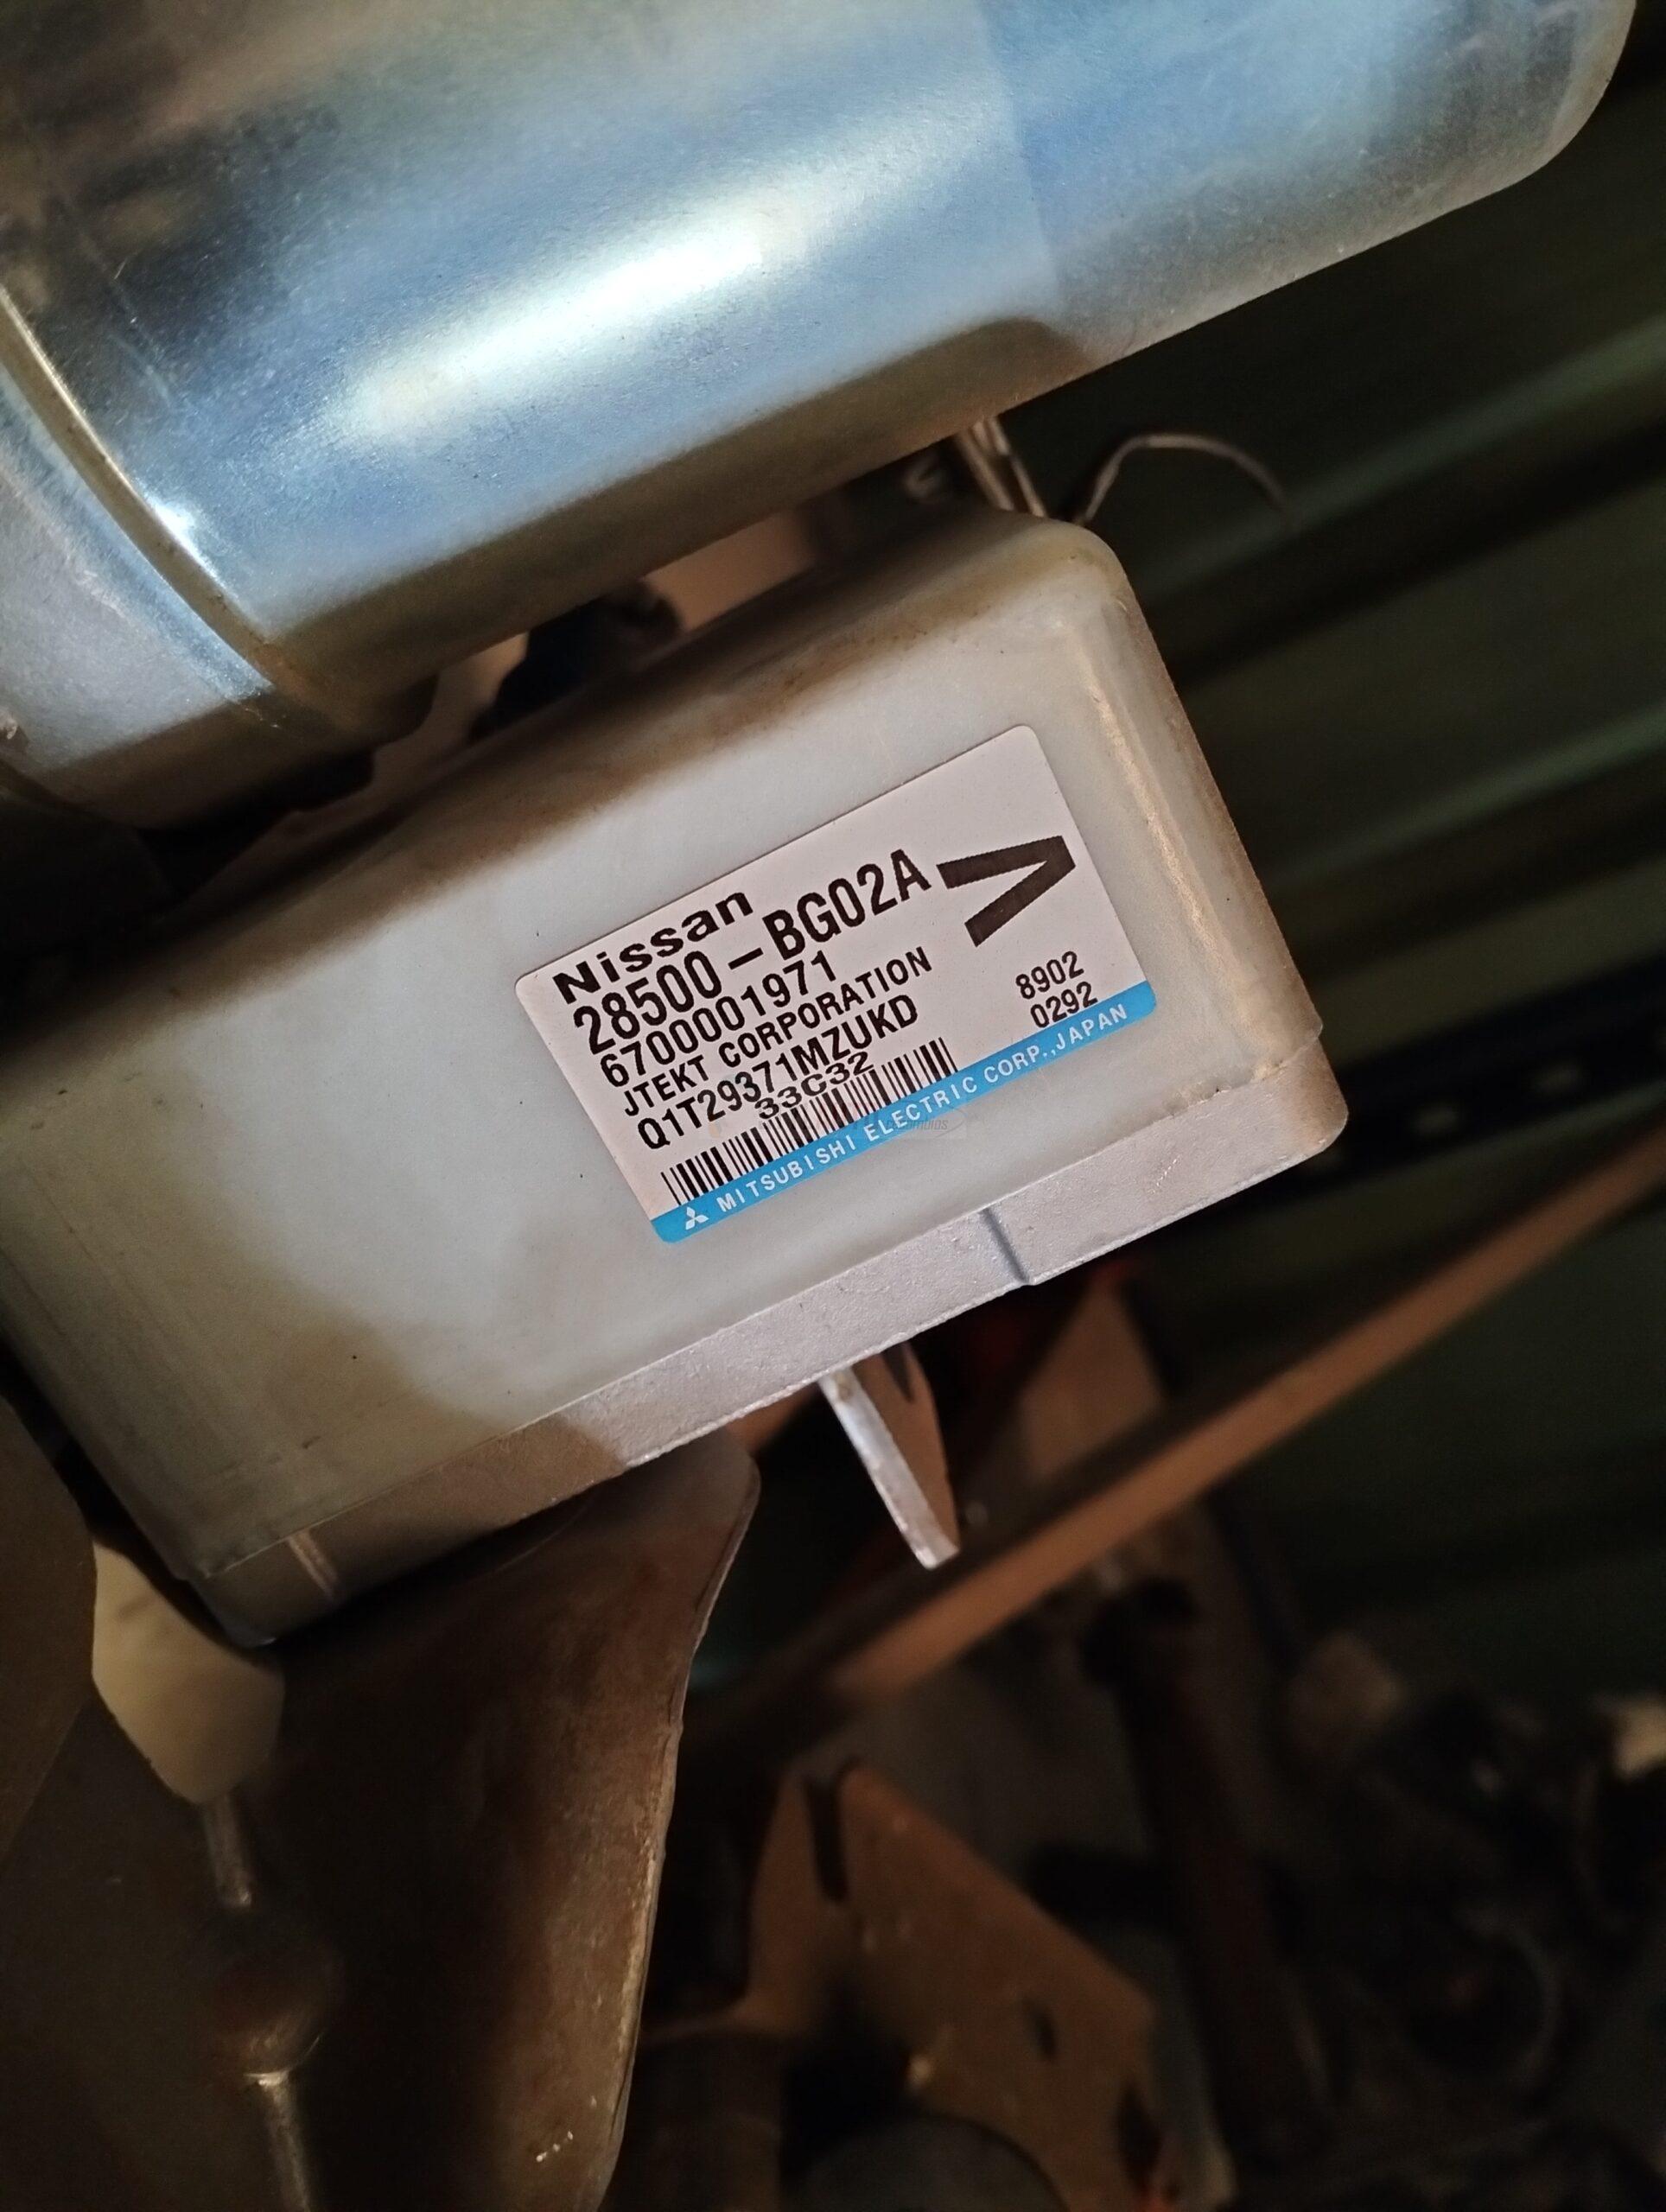 Nissan
28500-BG02A
6700001971
JTEKT CORPORATION
Q1T29371MZUKD
33C32
8902
0292
MITSUBISHI ELECTRIC CORP.,JAPAN